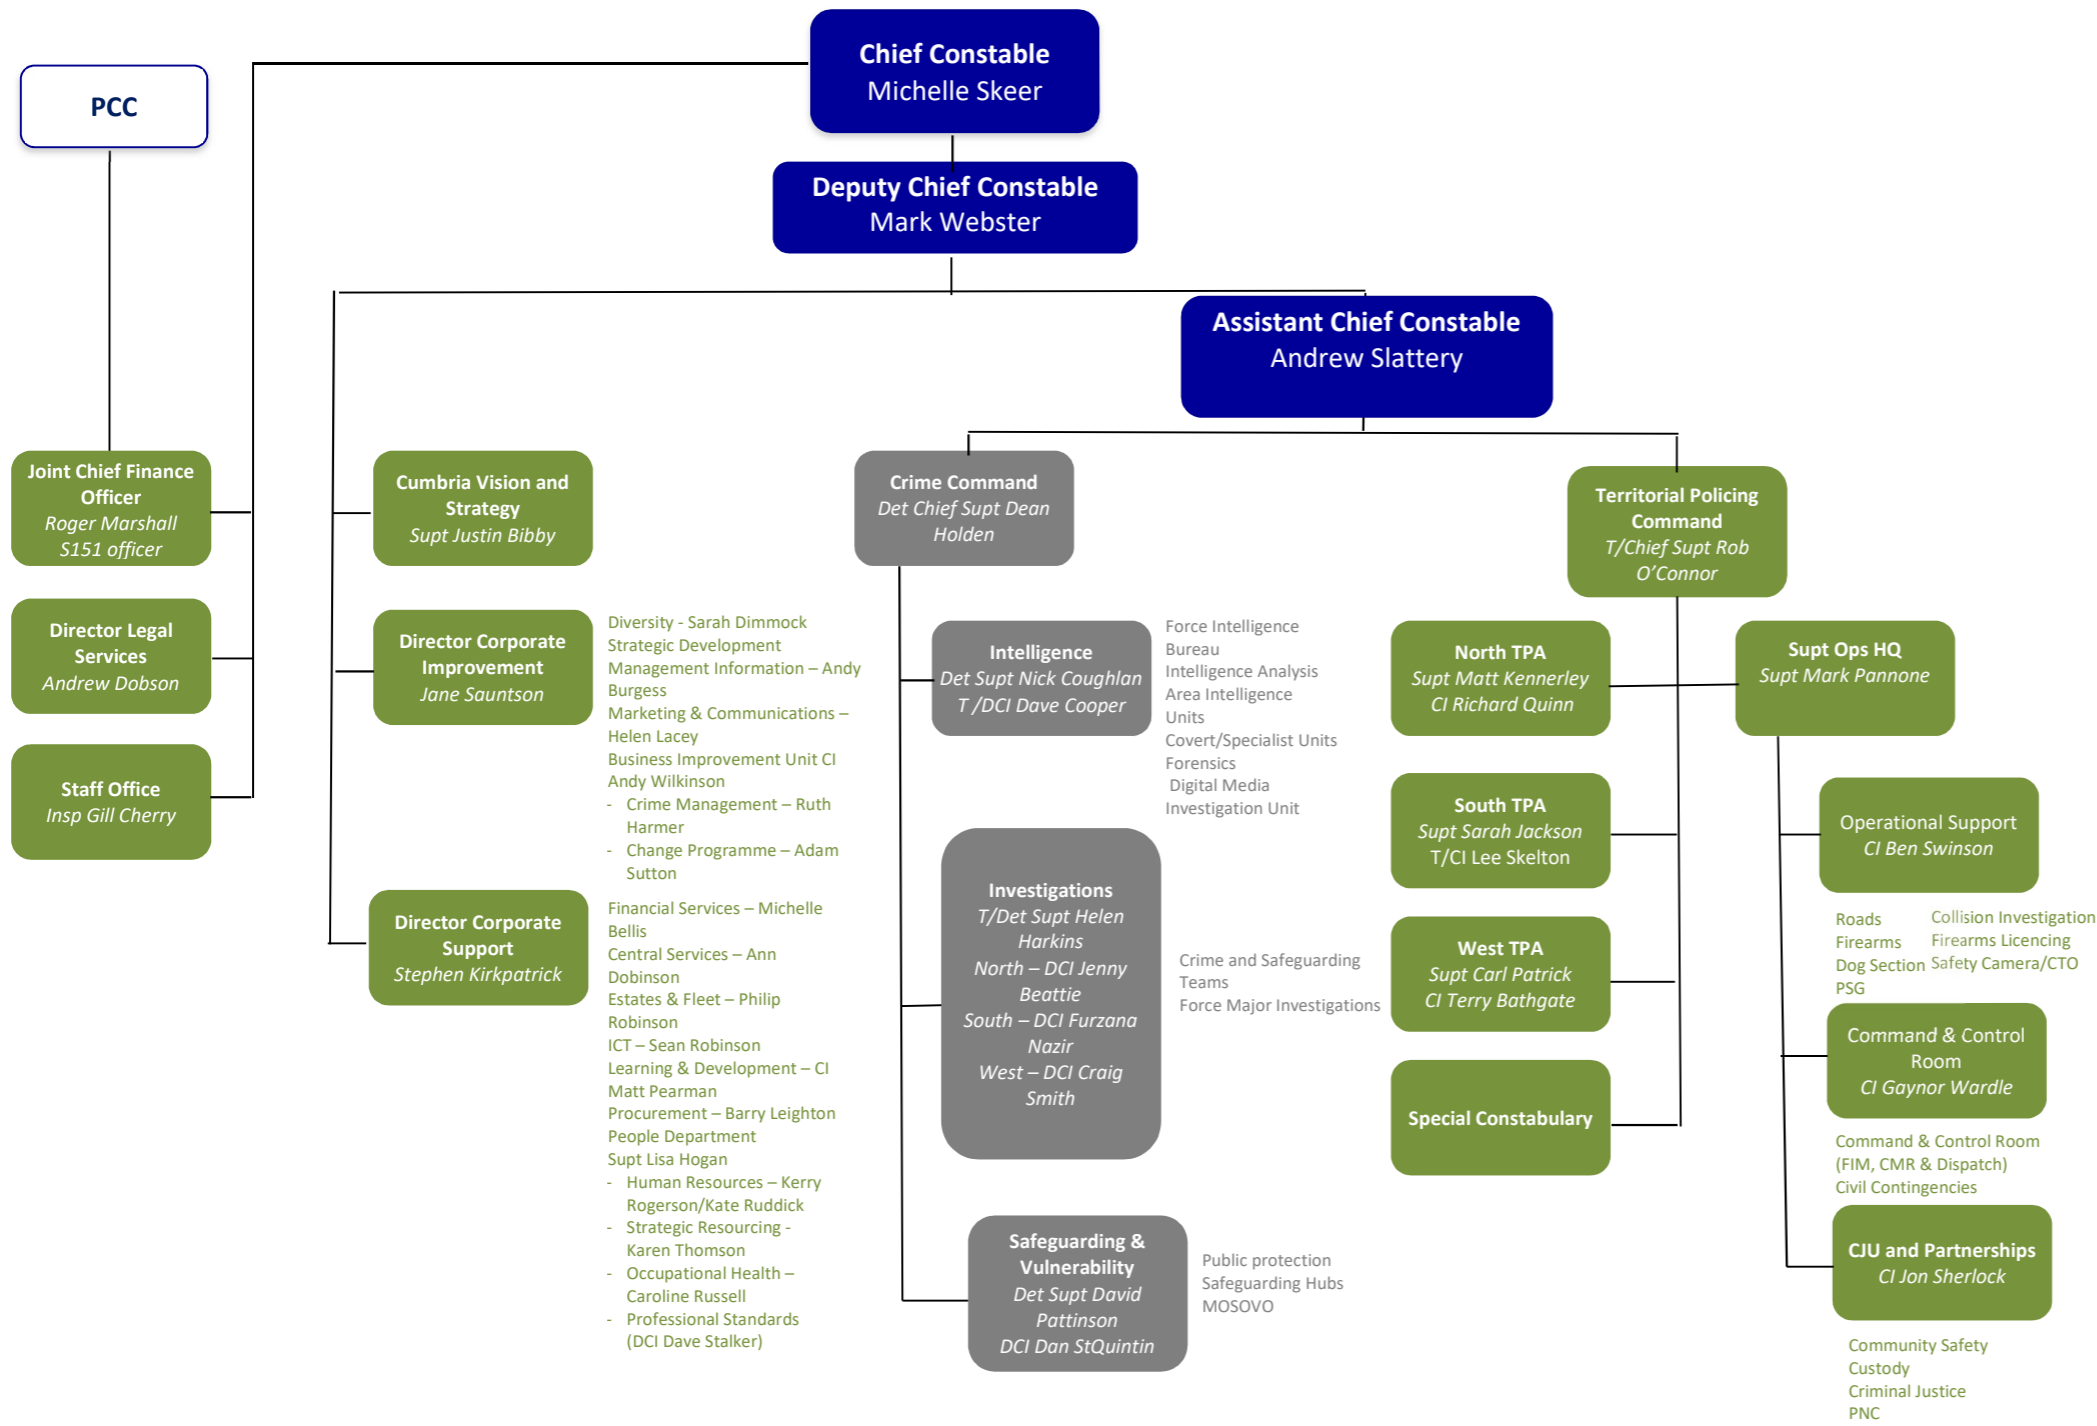 Chief Constable
Michelle Skeer
PCC
Deputy Chief Constable
Mark Webster
Assistant Chief Constable
Andrew Slattery
Joint Chief Finance
Officer
Roger Marshall
S151 officer
Director Legal
Services
Andrew Dobson
Staff Office
Insp Gill Cherry
Cumbria Vision and
Strategy
Supt Justin Bibby
Director Corporate
Improvement
Jane Sauntson
Diversity - Sarah Dimmock
Strategic Development
Management Information – Andy
Burgess
Marketing & Communications –
Helen Lacey
Business Improvement Unit CI
Andy Wilkinson
- Crime Management – Ruth
Harmer
- Change Programme – Adam
Sutton
Director Corporate
Support
Stephen Kirkpatrick
Financial Services – Michelle
Bellis
Central Services – Ann
Dobinson
Estates & Fleet – Philip
Robinson
ICT – Sean Robinson
Learning & Development – CI
Matt Pearman
Procurement – Barry Leighton
People Department
Supt Lisa Hogan
- Human Resources – Kerry
Rogerson/Kate Ruddick
- Strategic Resourcing -
Karen Thomson
- Occupational Health –
Caroline Russell
- Professional Standards
(DCI Dave Stalker)
Crime Command
Det Chief Supt Dean
Holden
Intelligence
Det Supt Nick Coughlan
T /DCI Dave Cooper
Force Intelligence
Bureau
Intelligence Analysis
Area Intelligence
Units
Covert/Specialist Units
Forensics
Digital Media
Investigation Unit
Investigations
T/Det Supt Helen
Harkins
North – DCI Jenny
Beattie
South – DCI Furzana
Nazir
West – DCI Craig
Smith
Crime and Safeguarding
Teams
Force Major Investigations
Safeguarding &
Vulnerability
Det Supt David
Pattinson
DCI Dan StQuintin
Public protection
Safeguarding Hubs
MOSOVO
Territorial Policing
Command
T/Chief Supt Rob
O’Connor
North TPA
Supt Matt Kennerley
CI Richard Quinn
South TPA
Supt Sarah Jackson
T/CI Lee Skelton
West TPA
Supt Carl Patrick
CI Terry Bathgate
Special Constabulary
Supt Ops HQ
Supt Mark Pannone
Operational Support
CI Ben Swinson
Roads
Firearms
Dog Section
PSG
Collision Investigation
Firearms Licencing
Safety Camera/CTO
Command & Control
Room
CI Gaynor Wardle
Command & Control Room
(FIM, CMR & Dispatch)
Civil Contingencies
CJU and Partnerships
CI Jon Sherlock
Community Safety
Custody
Criminal Justice
PNC